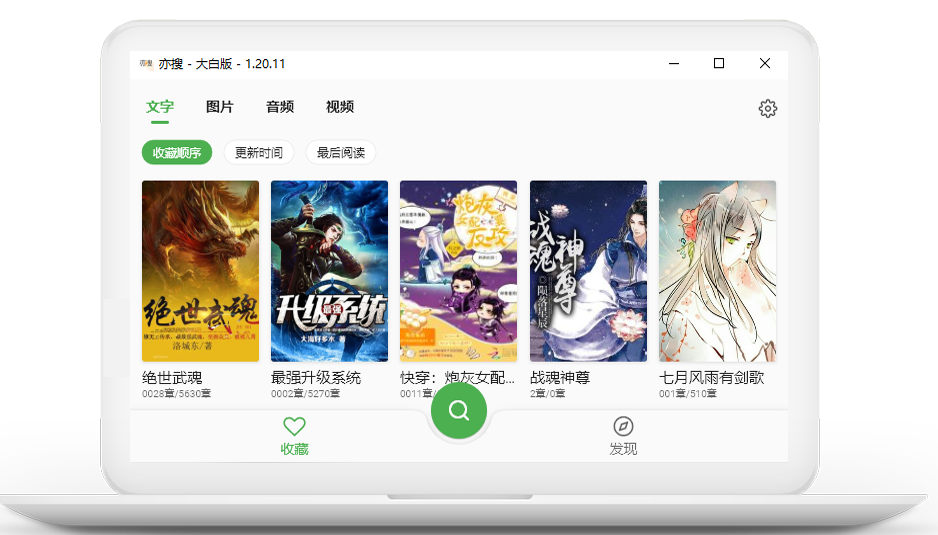 亦搜 亦搜 - 大白版 - 1.20.11
文字 图片 音频 视频
收藏顺序 更新时间 最后阅读
绝世武魂
洛城东/著
升级系统
最强
大海好多水 著
炮灰
女配
反攻
战魂
神尊
陨落星辰
绝世武魂 最强升级系统 快穿：炮灰女配... 战魂神尊 七月风雨有剑歌
0028章/5630章 0002章/5270章 0011章/ 2章/0章 001章/510章
收藏 发现